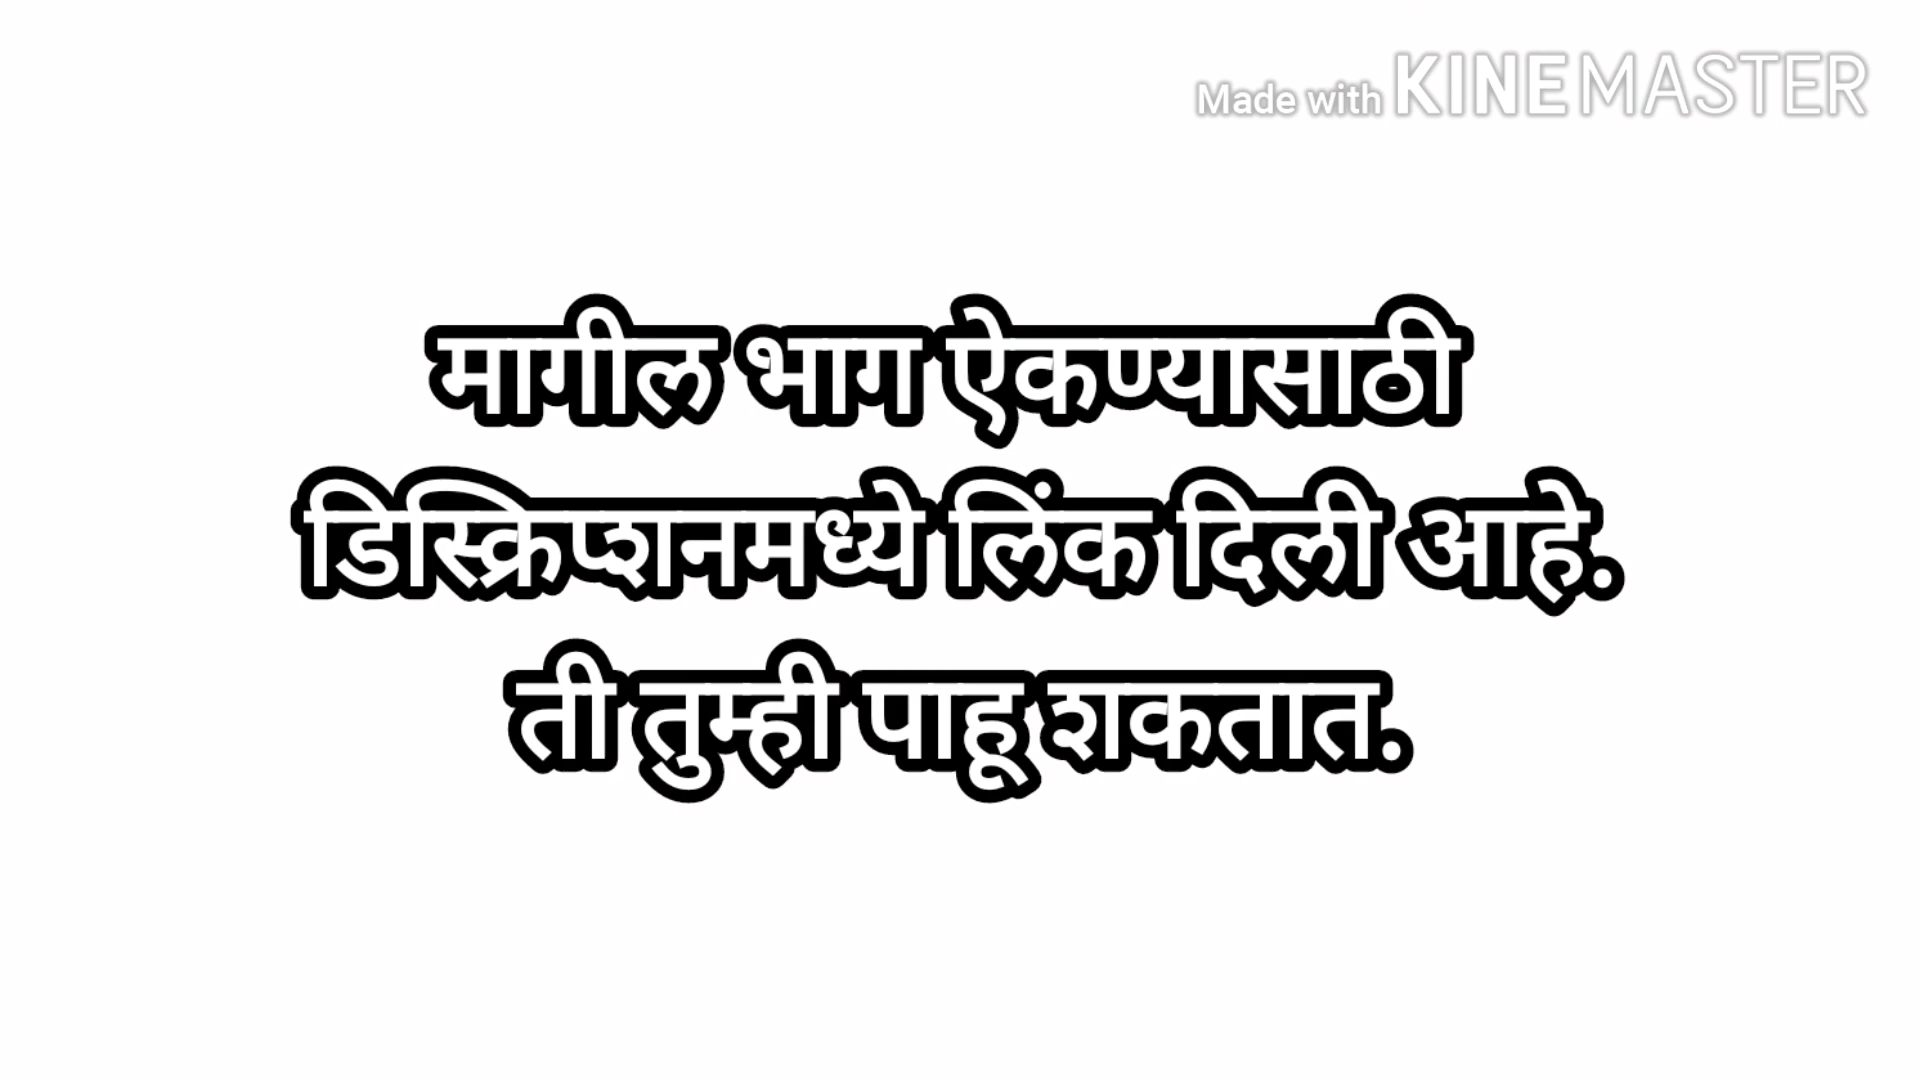 Made with KINEMASTER
मागील भाग ऐकण्यासाठी
डिस्क्रिप्शनमध्ये लिंक दिली आहे.
ती तुम्ही पाहू शकतात.